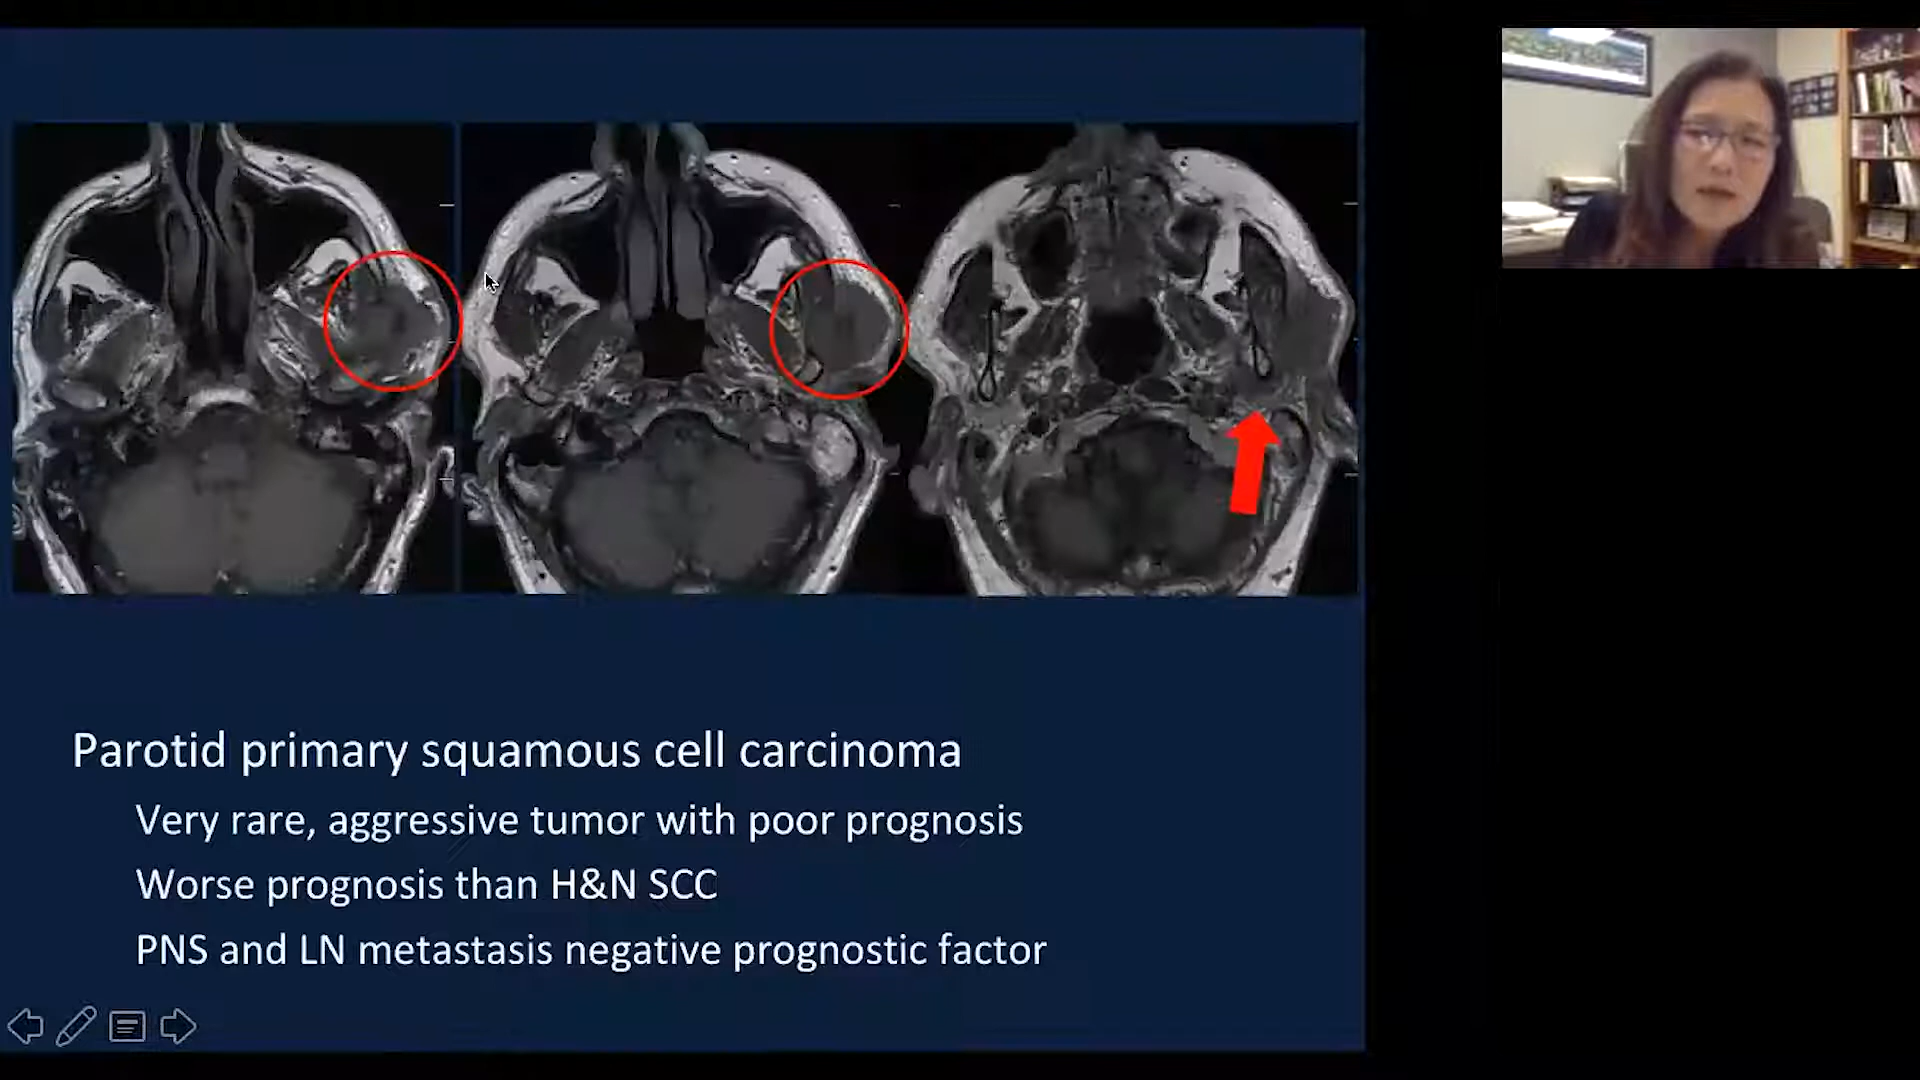 Parotid primary squamous cell carcinoma
Very rare, aggressive tumor with poor prognosis
Worse prognosis than H&N SCC
PNS and LN metastasis negative prognostic factor